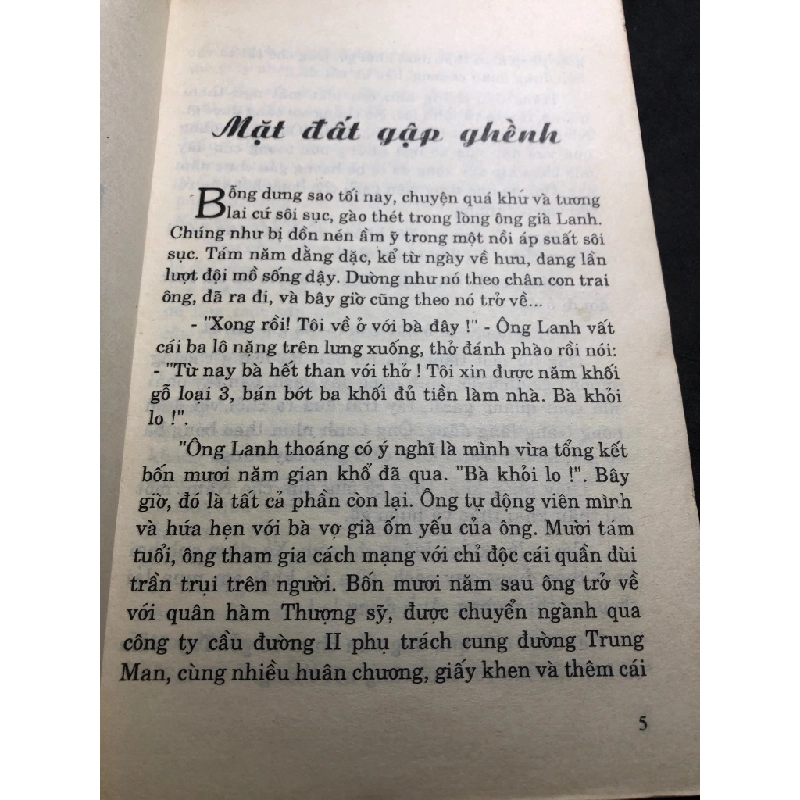 Mặt đất gập ghềnh
Bỗng dưng sao tối nay, chuyện quá khứ và tương
lai cứ sôi sục, gào thét trong lòng ông già Lanh.
Chúng như bị dồn nén ầm ỹ trong một nồi áp suất sôi
sục. Tám năm dằng dặc, kể từ ngày về hưu, đang lần
lượt đội mồ sống dậy. Dường như nó theo chân con trai
ông, đã ra đi, và bây giờ cũng theo nó trở về...
- "Xong rồi! Tôi về ở với bà đây !" - Ông Lanh vất
cái ba lô nặng trên lưng xuống, thở đánh phào rồi nói:
- "Từ nay bà hết than với thở ! Tôi xin được năm khối
gỗ loại 3, bán bớt ba khối đủ tiền làm nhà. Bà khỏi
lo !".
"Ông Lanh thoáng có ý nghĩ là mình vừa tổng kết
bốn mươi năm gian khổ đã qua. "Bà khỏi lo !". Bây
giờ, đó là tất cả phần còn lại. Ông tự động viên mình
và hứa hẹn với bà vợ già ốm yếu của ông. Mười tám
tuổi, ông tham gia cách mạng với chỉ độc cái quần đùi
trần trụi trên người. Bốn mươi năm sau ông trở về
với quân hàm Thượng sỹ, được chuyển ngành qua
công ty cầu đường II phụ trách cung đường Trung
Man, cùng nhiều huân chương, giấy khen và thêm cái
5